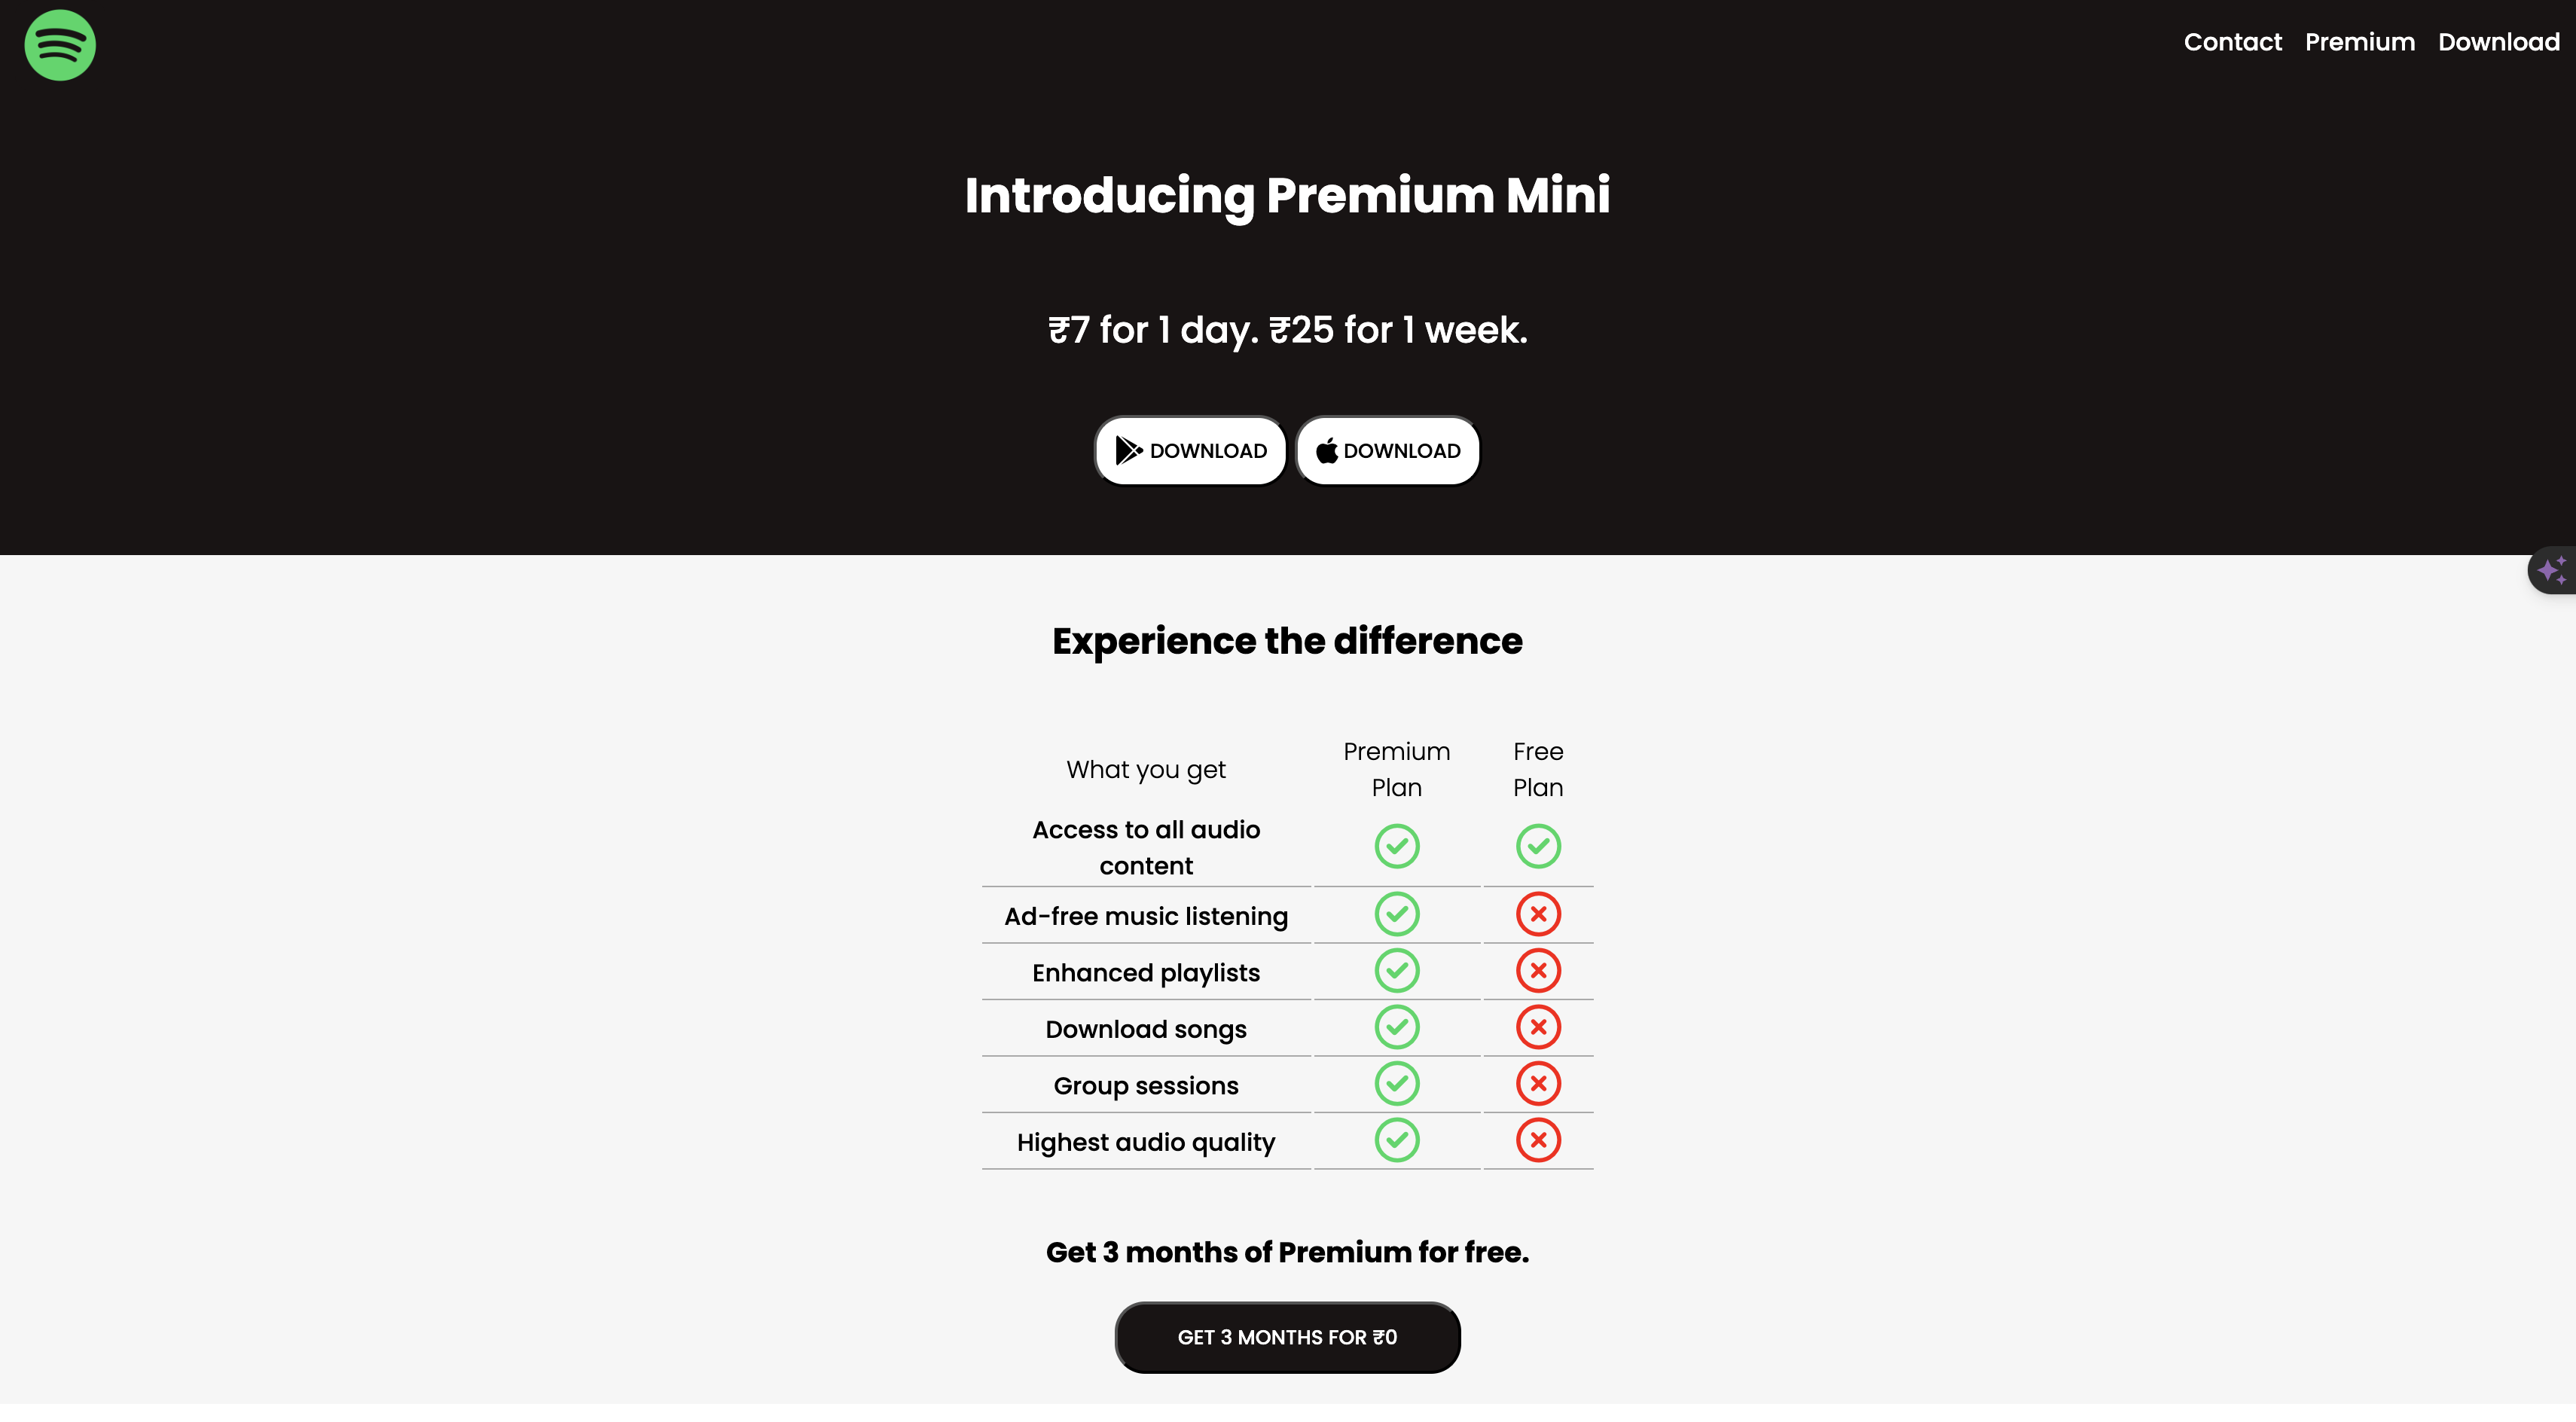 Contact Premium Download
Introducing Premium Mini
₹7 for 1 day. ₹25 for 1 week.
DOWNLOAD DOWNLOAD
Experience the difference
What you get
Premium
Plan
Free
Plan
Access to all audio
content
Ad-free music listening
Enhanced playlists
Download songs
Group sessions
Highest audio quality
Get 3 months of Premium for free.
GET 3 MONTHS FOR ₹0